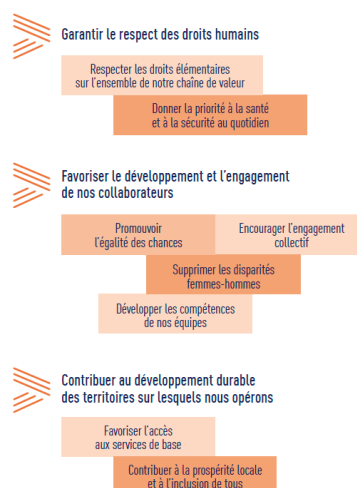 Garantir le respect des droits humains
Respecter les droits élémentaires
sur l'ensemble de notre chaîne de valeur
Donner la priorité à la santé
et à la sécurité au quotidien
Favoriser le développement et l'engagement
de nos collaborateurs
Promouvoir
l'égalité des chances
Encourager l'engagement
collectif
Supprimer les disparités
femmes-hommes
Développer les compétences
de nos équipes
Contribuer au développement durable
des territoires sur lesquels nous opérons
Favoriser l'accès
aux services de base
Contribuer à la prospérité locale
et à l'inclusion de tous